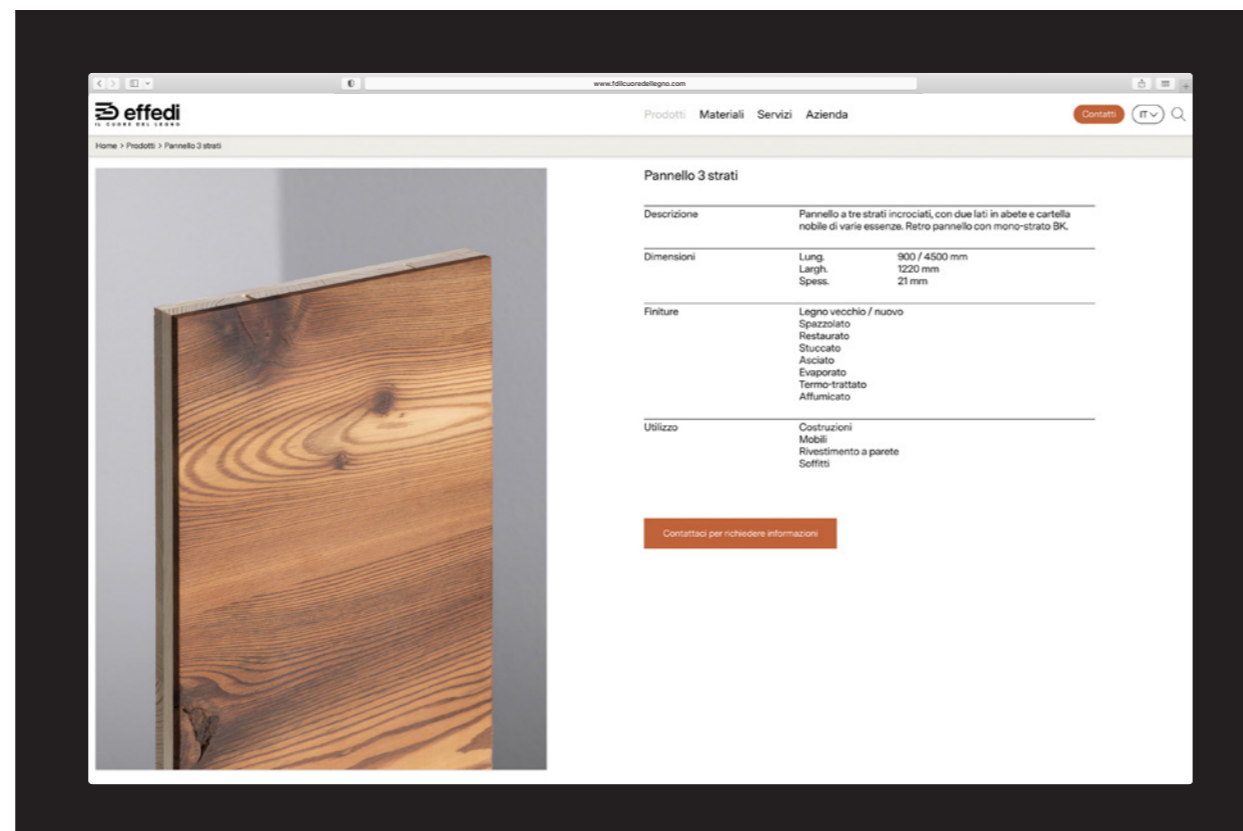 www.fdilcuoredellegno.com
effedi
IL CUORE DEL LEGNO
Prodotti Materiali Servizi Azienda
Contatti IT
Home > Prodotti > Pannello 3 strati
Pannello 3 strati
Descrizione Pannello a tre strati incrociati, con due lati in abete e cartella
nobile di varie essenze. Retro pannello con mono-strato BK.
Dimensioni Lung. 900 / 4500 mm
Largh. 1220 mm
Spess. 21 mm
Finiture Legno vecchio / nuovo
Spazzolato
Restaurato
Stuccato
Asciato
Evaporato
Termo-trattato
Affumicato
Utilizzo Costruzioni
Mobili
Rivestimento a parete
Soffitti
Contattaci per richiedere informazioni